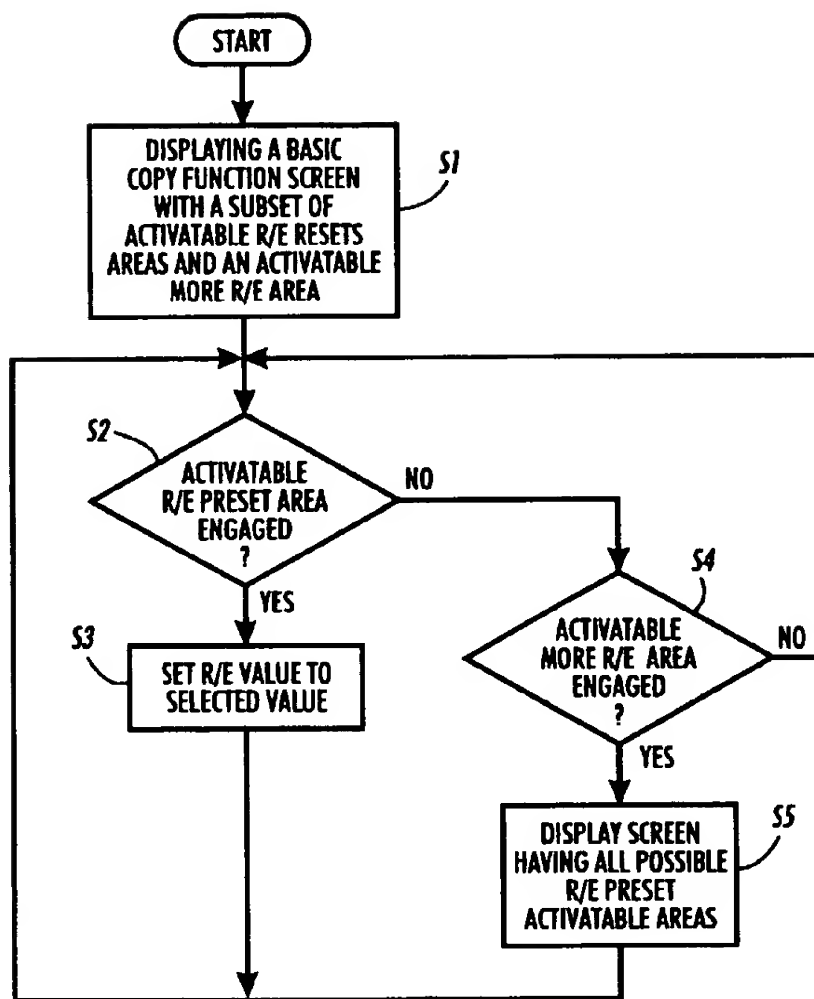 START
DISPLAYING A BASIC
COPY FUNCTION SCREEN
WITH A SUBSET OF
ACTIVATABLE R/E RESETS
AREAS AND AN ACTIVATABLE
MORE R/E AREA
S1
S2
ACTIVATABLE
R/E PRESET AREA
ENGAGED
?
NO
YES
S3
SET R/E VALUE TO
SELECTED VALUE
S4
ACTIVATABLE
MORE R/E AREA
ENGAGED
?
NO
YES
S5
DISPLAY SCREEN
HAVING ALL POSSIBLE
R/E PRESET
ACTIVATABLE AREAS